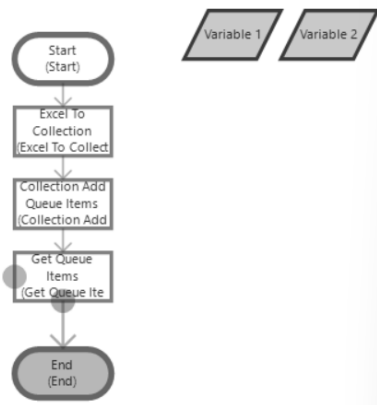 Start
(Start)
Variable 1
Variable 2
Excel To
Collection
(Excel To Collect
Collection Add
Queue Items
(Collection Add
Get Queue
Items
(Get Queue Ite
End
(End)